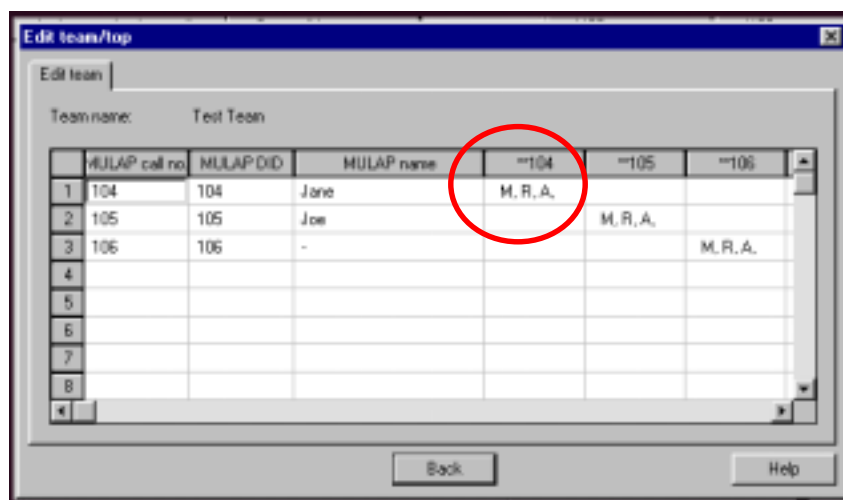 Edit team/top
Edit team
Team name: Test Team
MULAP call no. MULAP DID MULAP name **104 **105 **106
1 104 104 Jane M, R, A,
2 105 105 Joe M, R, A,
3 106 106 - M, R, A,
4
5
6
7
8
Back Help